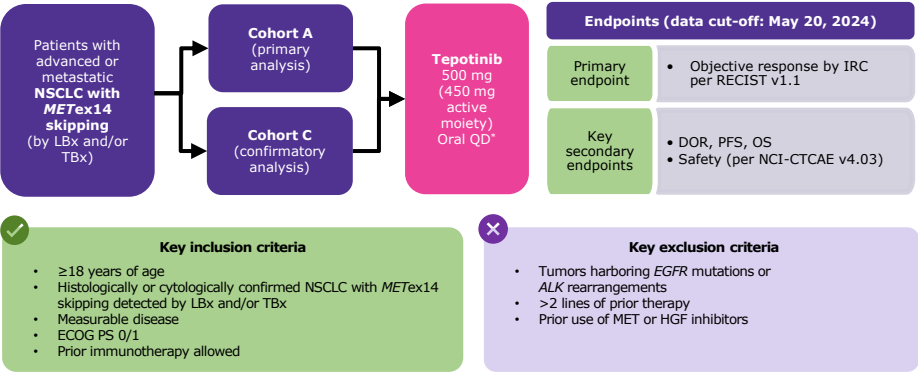 Patients with
advanced or
metastatic
NSCLC with
METex14
skipping
(by LBx and/or
TBx)
Cohort A
(primary
analysis)
Cohort C
(confirmatory
analysis)
Tepotinib
500 mg
(450 mg
active
moiety)
Oral QD*
Endpoints (data cut-off: May 20, 2024)
Primary
endpoint
• Objective response by IRC
per RECIST v1.1
Key
secondary
endpoints
• DOR, PFS, OS
• Safety (per NCI-CTCAE v4.03)
Key inclusion criteria
• ≥18 years of age
• Histologically or cytologically confirmed NSCLC with METex14
skipping detected by LBx and/or TBx
• Measurable disease
• ECOG PS 0/1
• Prior immunotherapy allowed
Key exclusion criteria
• Tumors harboring EGFR mutations or
ALK rearrangements
• >2 lines of prior therapy
• Prior use of MET or HGF inhibitors